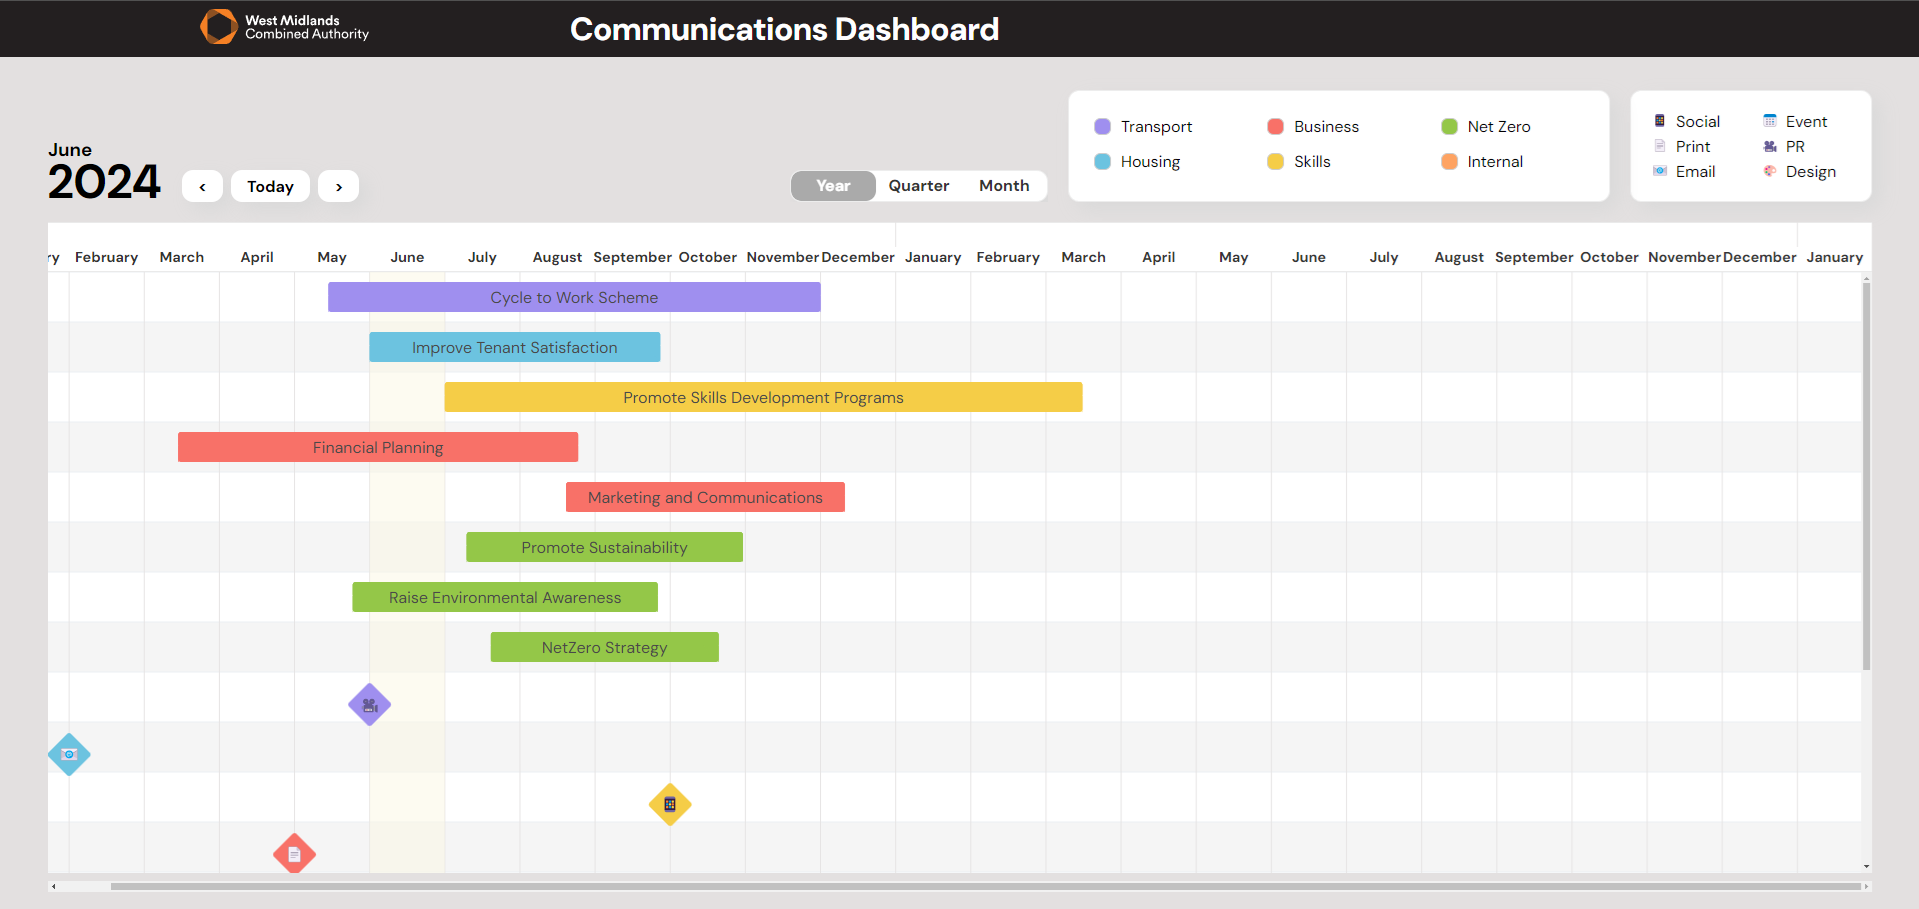 West Midlands
Combined Authority
Communications Dashboard
June
2024
< Today >
Year Quarter Month
Transport Business Net Zero
Housing Skills Internal
Social Event
Print PR
Email Design
ry February March April May June July August September October November December January February March April May June July August September October November December January
Cycle to Work Scheme
Improve Tenant Satisfaction
Promote Skills Development Programs
Financial Planning
Marketing and Communications
Promote Sustainability
Raise Environmental Awareness
NetZero Strategy